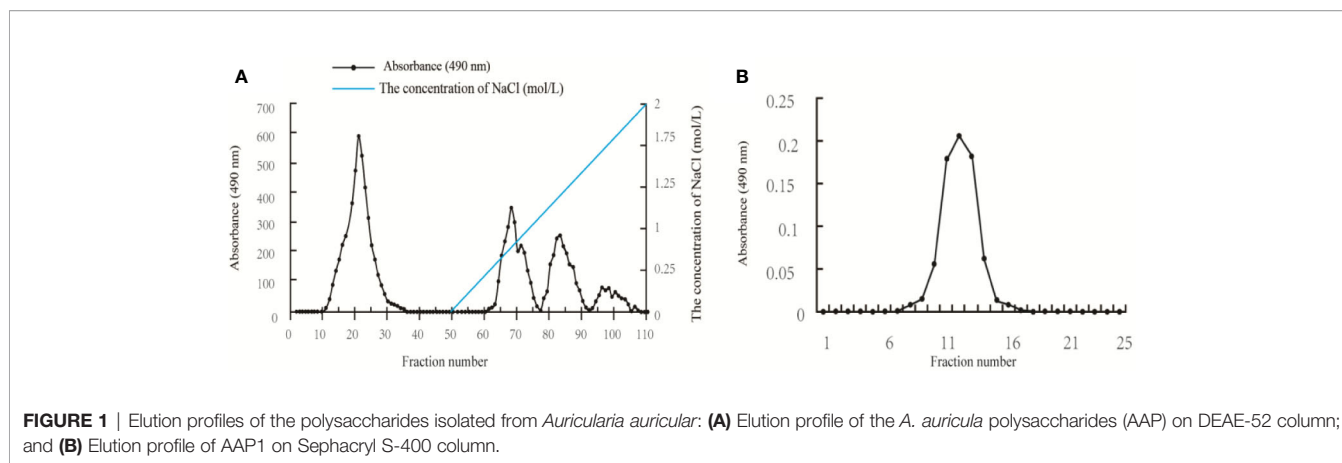 A
Absorbance (490 nm)
The concentration of NaCl (mol/L)
700
600
500
400
300
200
100
0
Absorbance (490 nm)
0 10 20 30 40 50 60 70 80 90 100 110
Fraction number
2
1.75
1.25
1
0.25
0
The concentration of NaCl (mol/L)
B
0.25
0.2
0.15
0.1
0.05
0
Absorbance (490 nm)
1 6 11 16 21 25
Fraction number
FIGURE 1 | Elution profiles of the polysaccharides isolated from Auricularia auricular: (A) Elution profile of the A. auricula polysaccharides (AAP) on DEAE-52 column;
and (B) Elution profile of AAP1 on Sephacryl S-400 column.